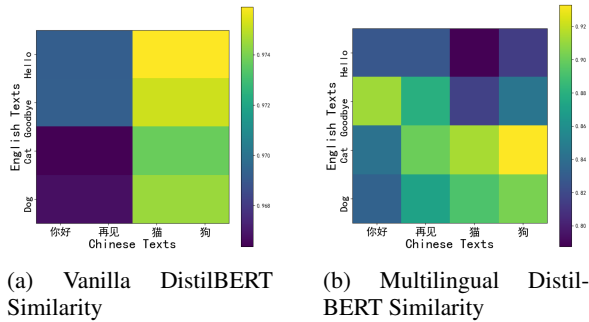 English Texts
Hello
Goodbye
Cat
Dog
你好 再见 猫 狗
Chinese Texts
0.974
0.972
0.970
0.968
(a) Vanilla DistilBERT
Similarity
English Texts
Hello
Goodbye
Cat
Dog
你好 再见 猫 狗
Chinese Texts
0.92
0.90
0.88
0.86
0.84
0.82
0.80
(b) Multilingual Distil-
BERT Similarity